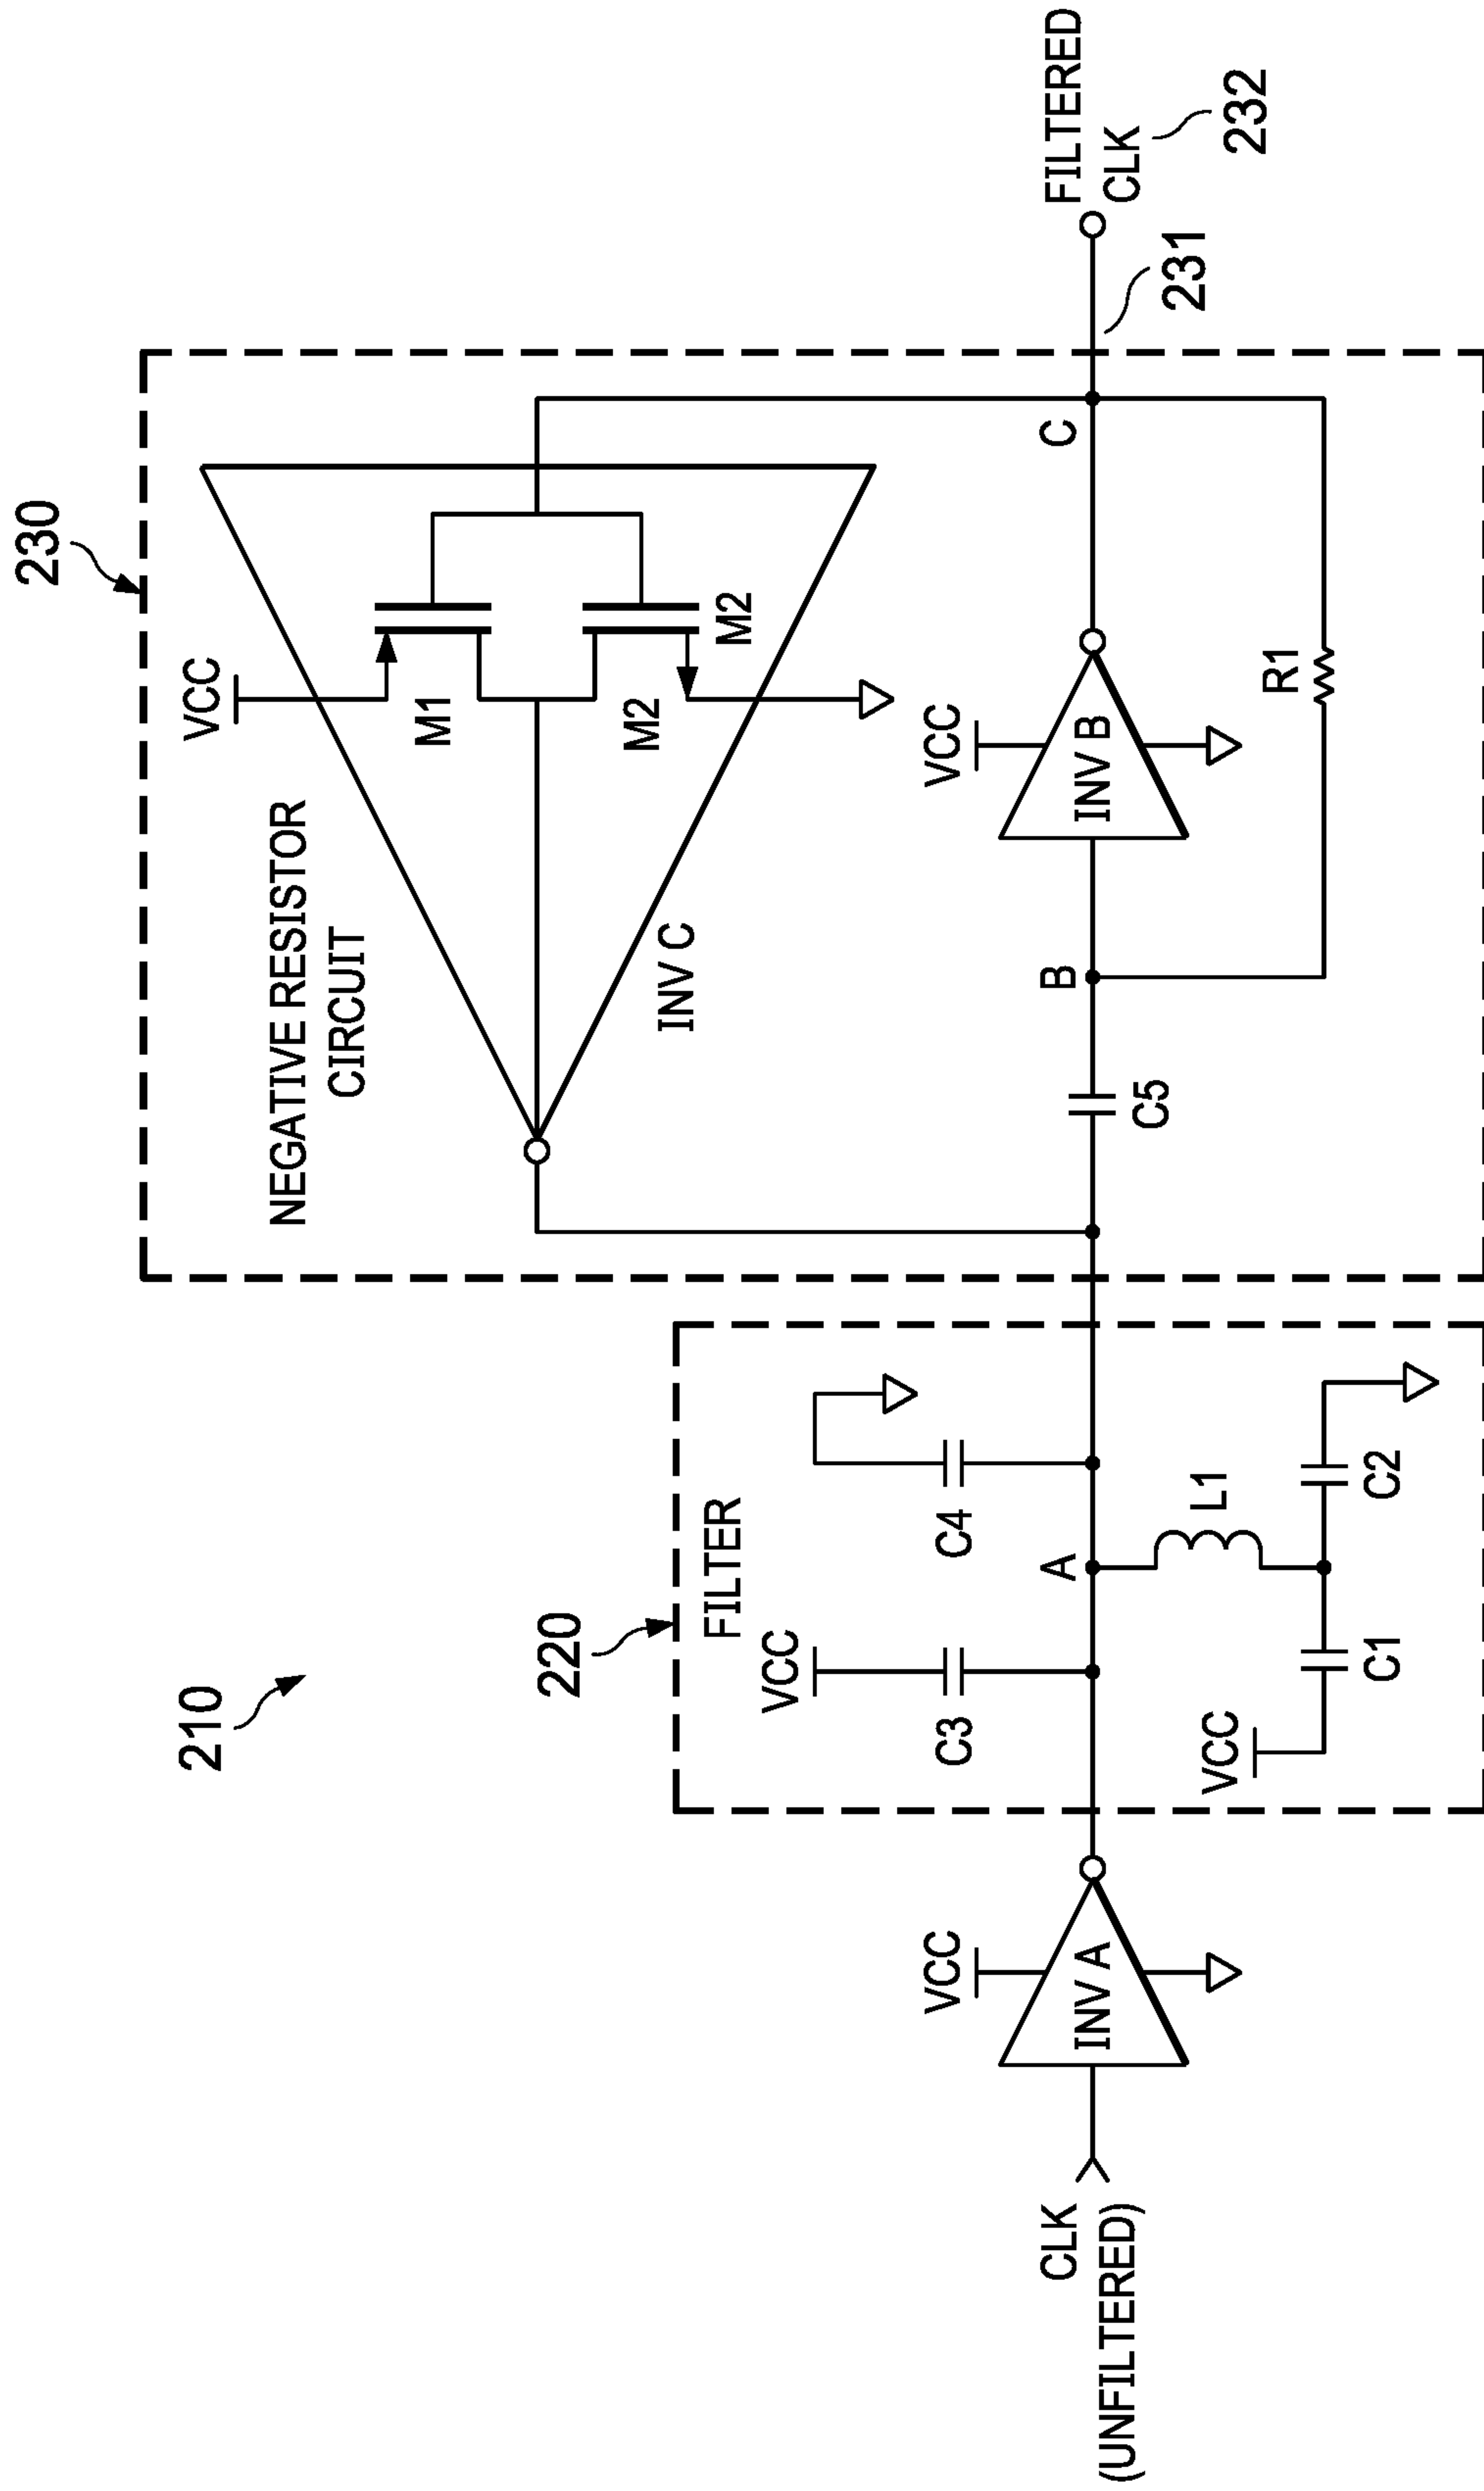 210
230
NEGATIVE RESISTOR
CIRCUIT
VCC
M1
M2
M2
INV C
220
FILTER
VCC
C3
C4
FILTERED
CLK
232
231
VCC
INV A
CLK
(UNFILTERED)
A
L1
VCC
C1
C2
C5
B
VCC
INV B
C
R1